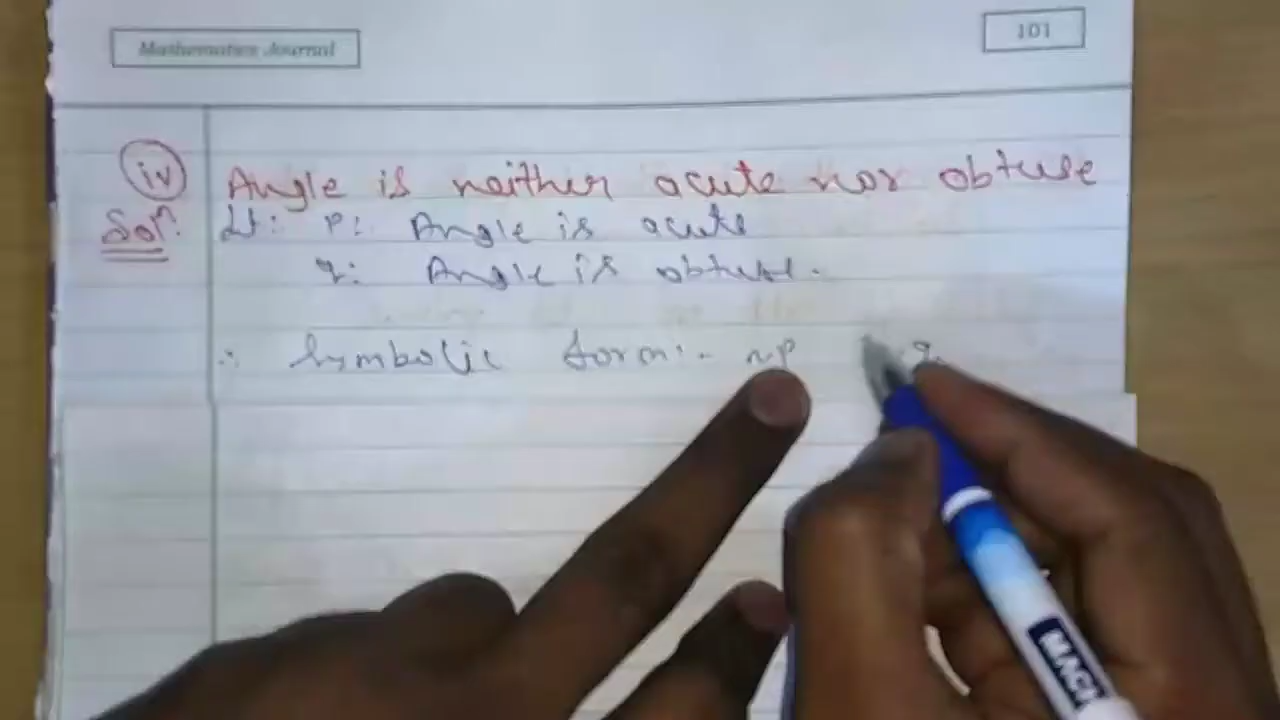 Mathematics Journal
101
iv Angle is neither acute nor obtuse
Solⁿ. Let: p: Angle is acute
q: Angle is obtuse.
∴ Symbolic form:- ~p q
MAGN